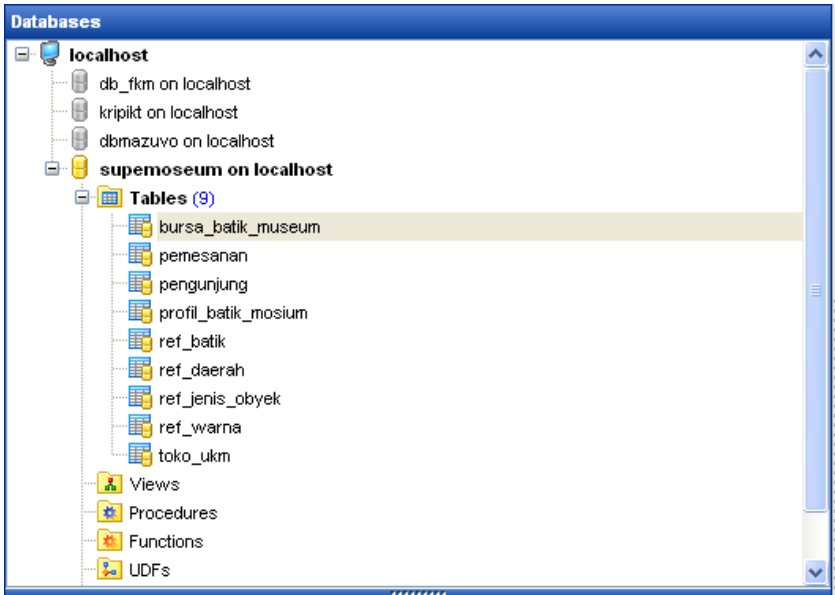 Databases
localhost
db_fkm on localhost
kripikt on localhost
dbmazuvo on localhost
supemoseum on localhost
Tables (9)
bursa_batik_museum
pemesanan
pengunjung
profil_batik_mosium
ref_batik
ref_daerah
ref_jenis_obyek
ref_warna
toko_ukm
Views
Procedures
Functions
UDFs